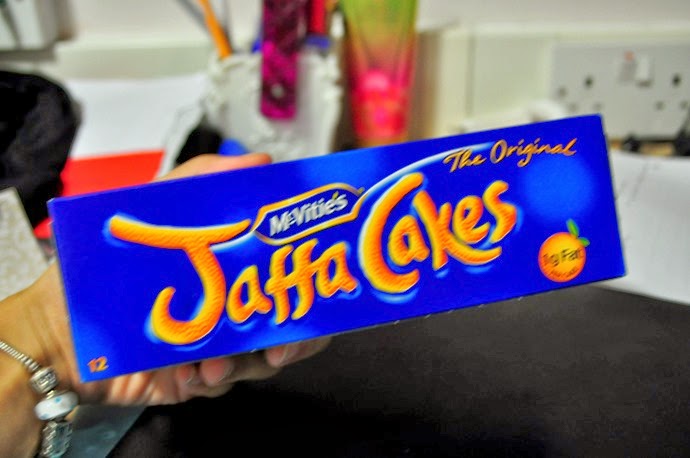 The Original
McVitie's
Jaffa Cakes
1g Fat
12